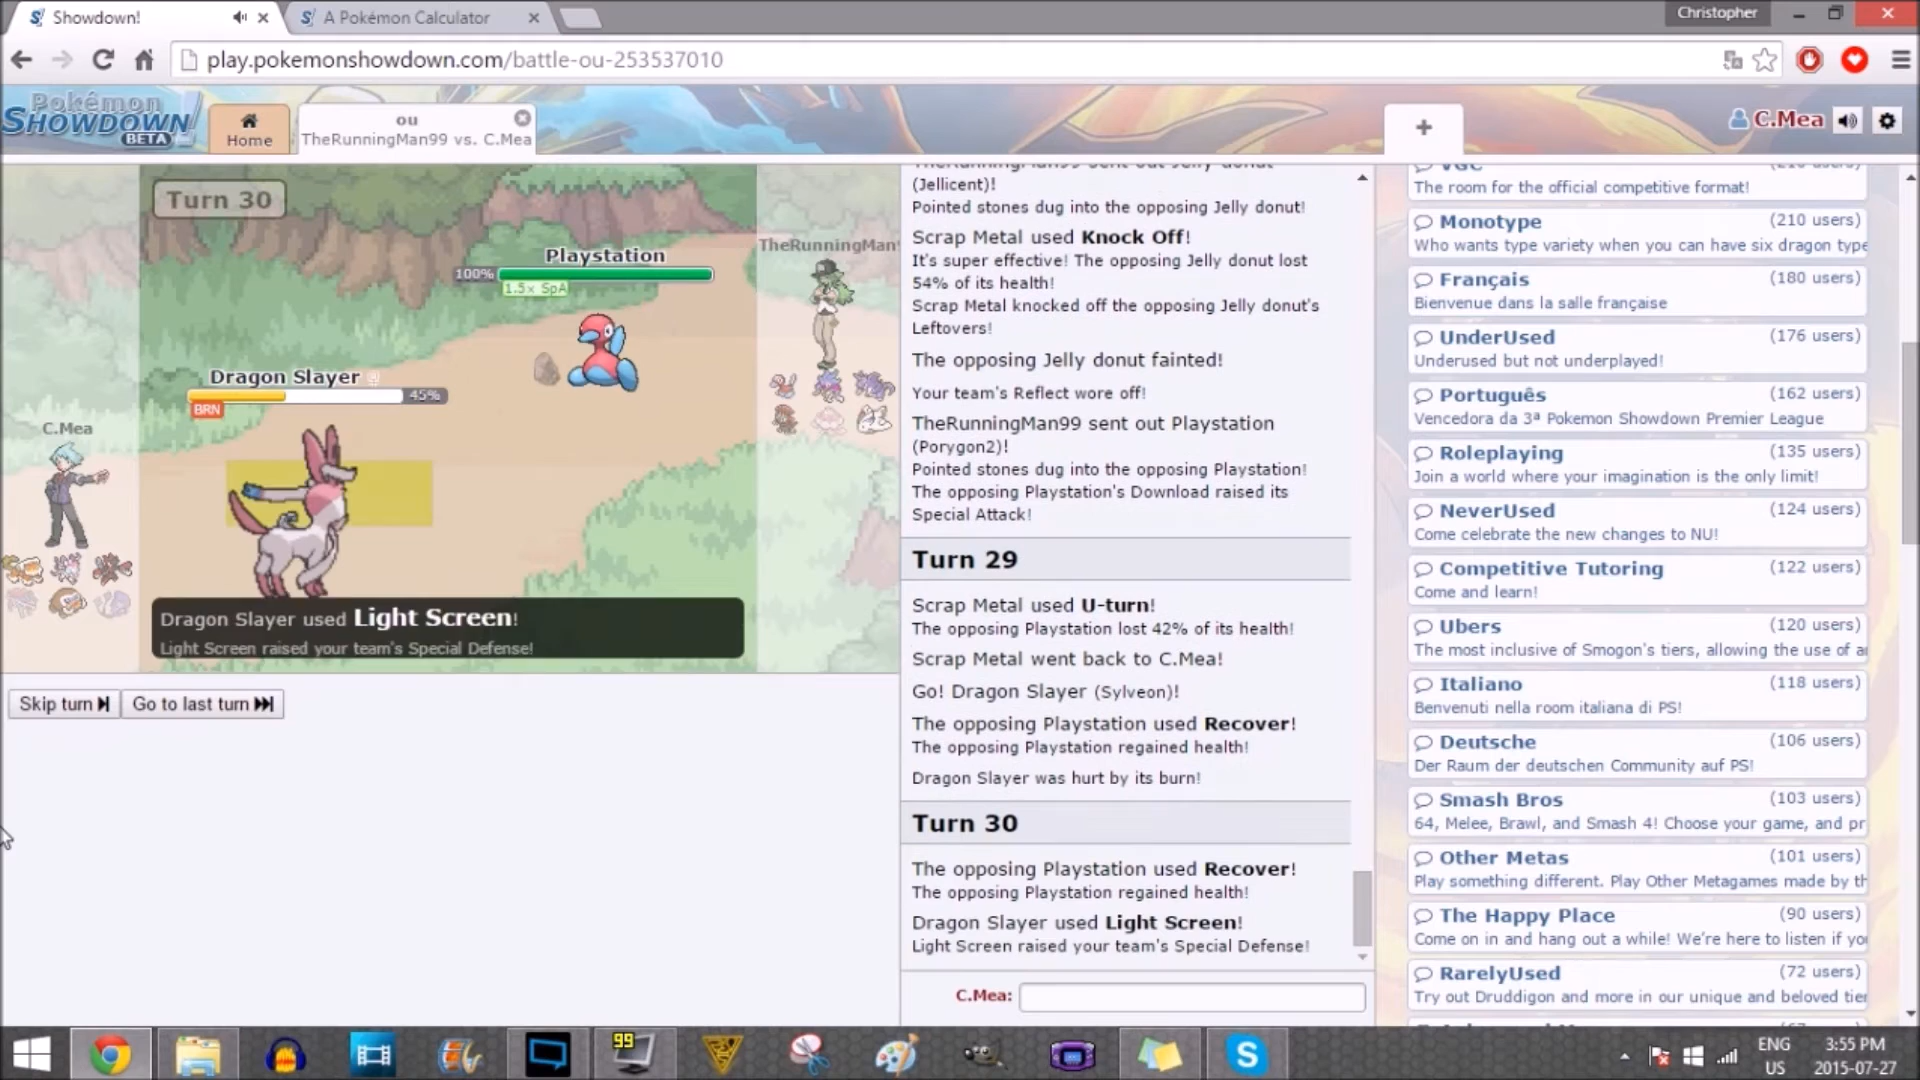 Showdown!
A Pokémon Calculator
Christopher
play.pokemonshowdown.com/battle-ou-253537010
Pokémon
SHOWDOWN
BETA
Home
ou
TheRunningMan99 vs. C.Mea
+
C.Mea
Turn 30
Playstation
100%
1.5x SpA
TheRunningMan
Dragon Slayer
45%
BRN
C.Mea
Dragon Slayer used Light Screen!
Light Screen raised your team's Special Defense!
Skip turn
Go to last turn
TheRunningMan99 sent out Jelly donut
(Jellicent)!
Pointed stones dug into the opposing Jelly donut!
Scrap Metal used Knock Off!
It's super effective! The opposing Jelly donut lost
54% of its health!
Scrap Metal knocked off the opposing Jelly donut's
Leftovers!
The opposing Jelly donut fainted!
Your team's Reflect wore off!
TheRunningMan99 sent out Playstation
(Porygon2)!
Pointed stones dug into the opposing Playstation!
The opposing Playstation's Download raised its
Special Attack!
Turn 29
Scrap Metal used U-turn!
The opposing Playstation lost 42% of its health!
Scrap Metal went back to C.Mea!
Go! Dragon Slayer (Sylveon)!
The opposing Playstation used Recover!
The opposing Playstation regained health!
Dragon Slayer was hurt by its burn!
Turn 30
The opposing Playstation used Recover!
The opposing Playstation regained health!
Dragon Slayer used Light Screen!
Light Screen raised your team's Special Defense!
C.Mea:
VGC
The room for the official competitive format!
Monotype (210 users)
Who wants type variety when you can have six dragon type
Français (180 users)
Bienvenue dans la salle française
UnderUsed (176 users)
Underused but not underplayed!
Português (162 users)
Vencedora da 3ª Pokemon Showdown Premier League
Roleplaying (135 users)
Join a world where your imagination is the only limit!
NeverUsed (124 users)
Come celebrate the new changes to NU!
Competitive Tutoring (122 users)
Come and learn!
Ubers (120 users)
The most inclusive of Smogon's tiers, allowing the use of a
Italiano (118 users)
Benvenuti nella room italiana di PS!
Deutsche (106 users)
Der Raum der deutschen Community auf PS!
Smash Bros (103 users)
64, Melee, Brawl, and Smash 4! Choose your game, and pr
Other Metas (101 users)
Play something different. Play Other Metagames made by th
The Happy Place (90 users)
Come on in and hang out a while! We're here to listen if yo
RarelyUsed (72 users)
Try out Druddigon and more in our unique and beloved tier
99
ENG
US
3:55 PM
2015-07-27